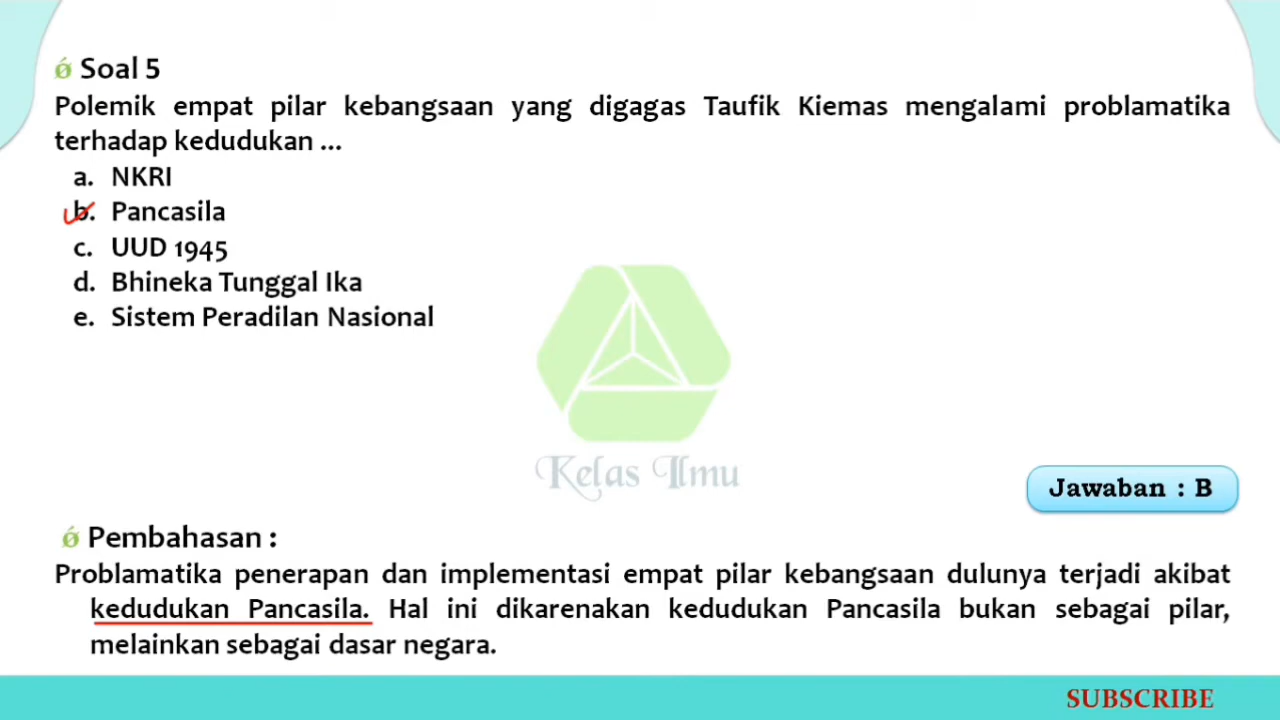 ǿ Soal 5
Polemik empat pilar kebangsaan yang digagas Taufik Kiemas mengalami problamatika
terhadap kedudukan ...
a. NKRI
b. Pancasila
c. UUD 1945
d. Bhineka Tunggal Ika
e. Sistem Peradilan Nasional
Kelas Ilmu
Jawaban : B
ǿ Pembahasan :
Problamatika penerapan dan implementasi empat pilar kebangsaan dulunya terjadi akibat
kedudukan Pancasila. Hal ini dikarenakan kedudukan Pancasila bukan sebagai pilar,
melainkan sebagai dasar negara.
SUBSCRIBE